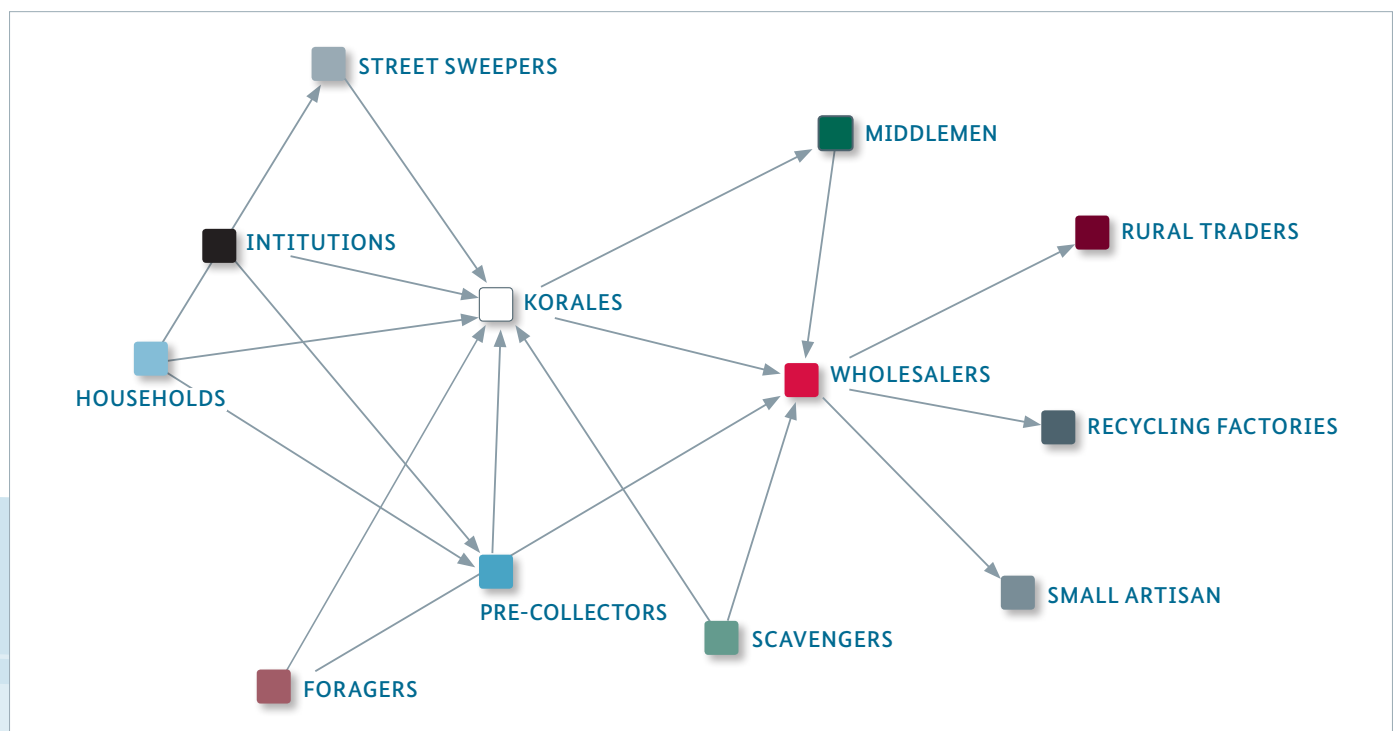 STREET SWEEPERS
MIDDLEMEN
RURAL TRADERS
INTITUTIONS
KORALES
WHOLESALERS
HOUSEHOLDS
RECYCLING FACTORIES
SMALL ARTISAN
PRE-COLLECTORS
SCAVENGERS
FORAGERS